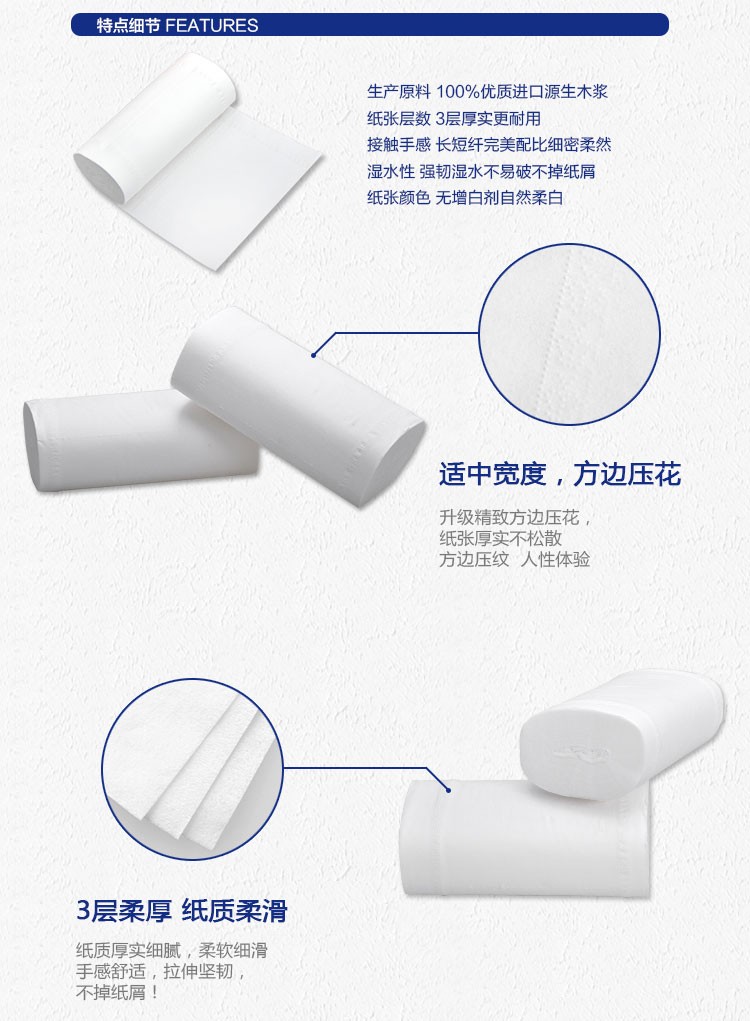 特点细节 FEATURES
生产原料 100%优质进口源生木浆
纸张层数 3层厚实更耐用
接触手感 长短纤完美配比细密柔然
湿水性 强韧湿水不易破不掉纸屑
纸张颜色 无增白剂自然柔白
适中宽度，方边压花
升级精致方边压花，
纸张厚实不松散
方边压纹 人性体验
3层柔厚 纸质柔滑
纸质厚实细腻，柔软细滑
手感舒适，拉伸坚韧，
不掉纸屑！